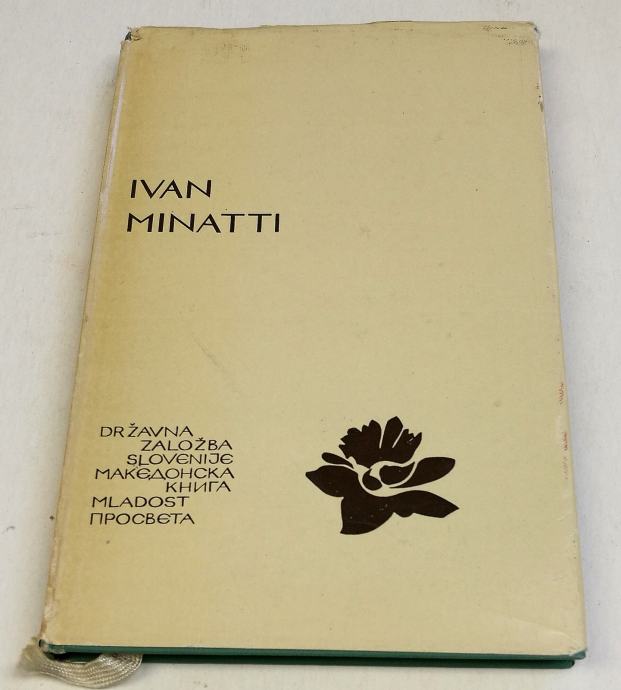 IVAN
MINATTI
DRŽAVNA
ZALOŽBA
SLOVENIJE
МАКЕДОНСКА
КНИГА
MLADOST
ПРОСВЕТА